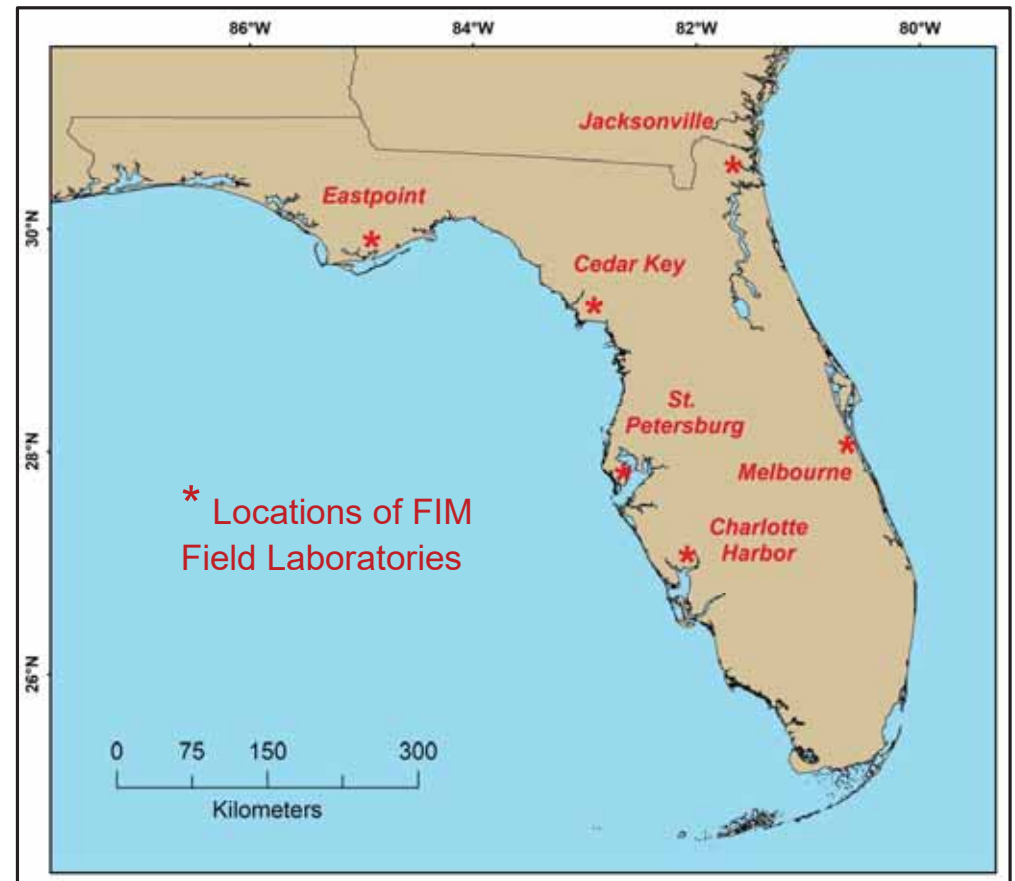 86°W 84°W 82°W 80°W
Jacksonville
Eastpoint
30°N
Cedar Key
St.
Petersburg
28°N
Melbourne
* Locations of FIM
Field Laboratories
Charlotte
Harbor
26°N
0 75 150 300
Kilometers